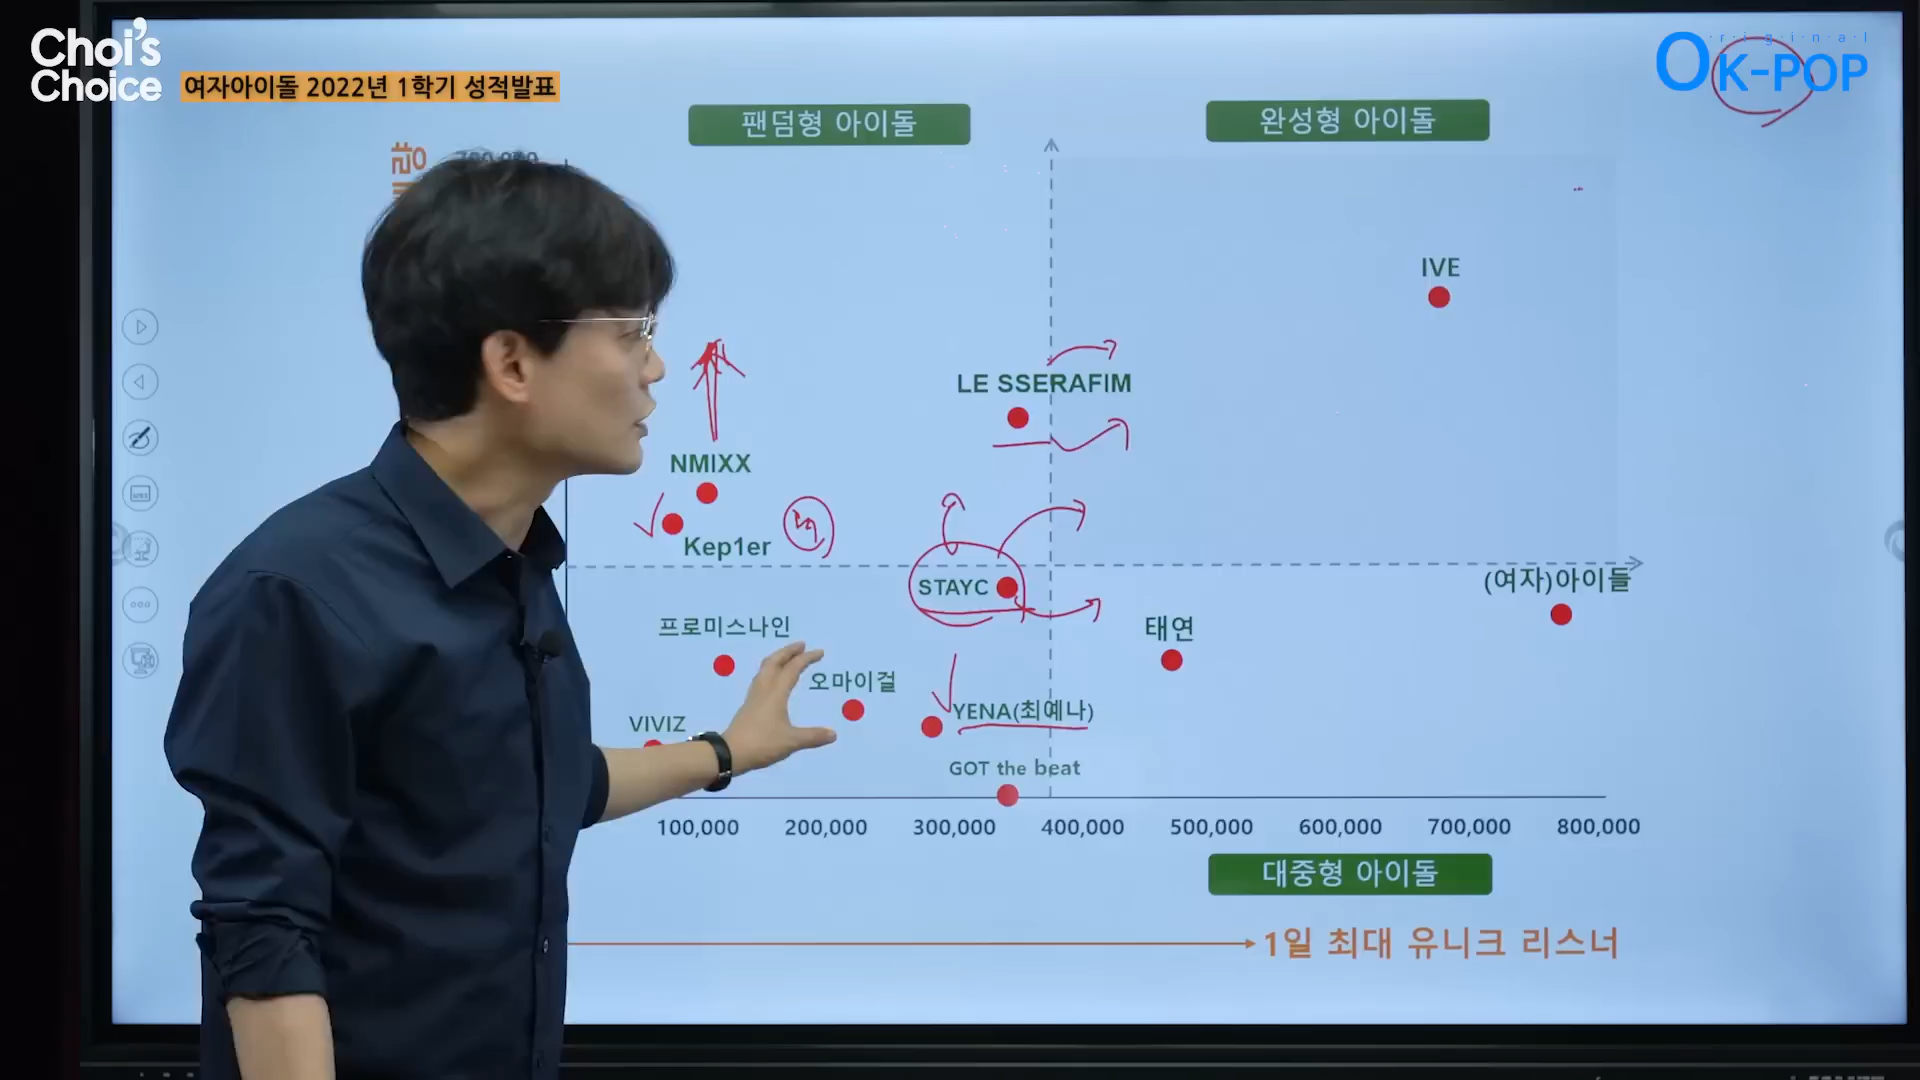 Choi's
Choice
여자아이돌 2022년 1학기 성적발표
Original
K-POP
팬덤형 아이돌
완성형 아이돌
IVE
LE SSERAFIM
NMIXX
Kep1er
STAYC
(여자)아이들
프로미스나인
태연
오마이걸
VIVIZ
YENA(최예나)
GOT the beat
100,000 200,000 300,000 400,000 500,000 600,000 700,000 800,000
대중형 아이돌
1일 최대 유니크 리스너